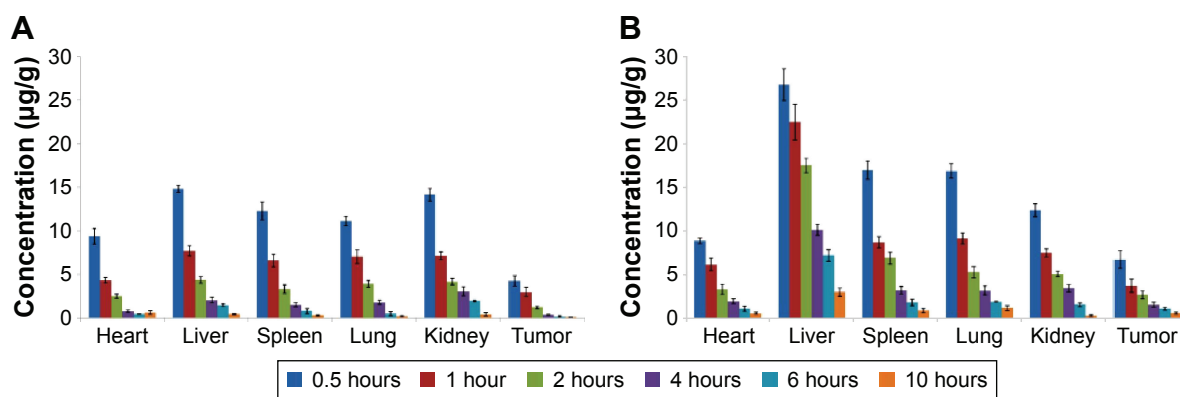 A
Concentration (µg/g)
30
25
20
15
10
5
0
Heart Liver Spleen Lung Kidney Tumor
B
Concentration (µg/g)
30
25
20
15
10
5
0
Heart Liver Spleen Lung Kidney Tumor
0.5 hours 1 hour 2 hours 4 hours 6 hours 10 hours